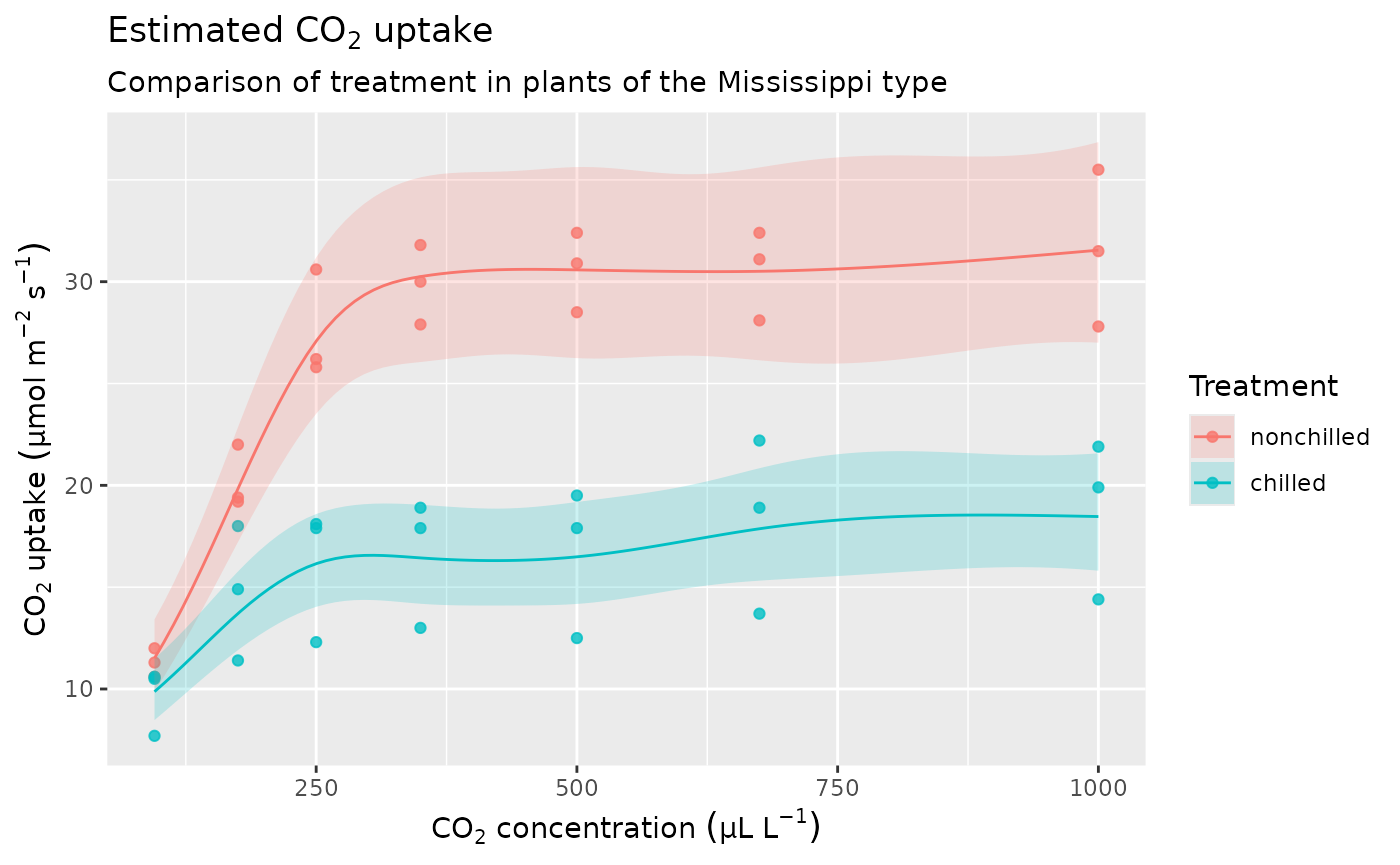 Estimated CO₂ uptake
Comparison of treatment in plants of the Mississippi type
CO₂ uptake (μmol m⁻² s⁻¹)
30
20
10
250 500 750 1000
CO₂ concentration (μL L⁻¹)
Treatment
nonchilled
chilled